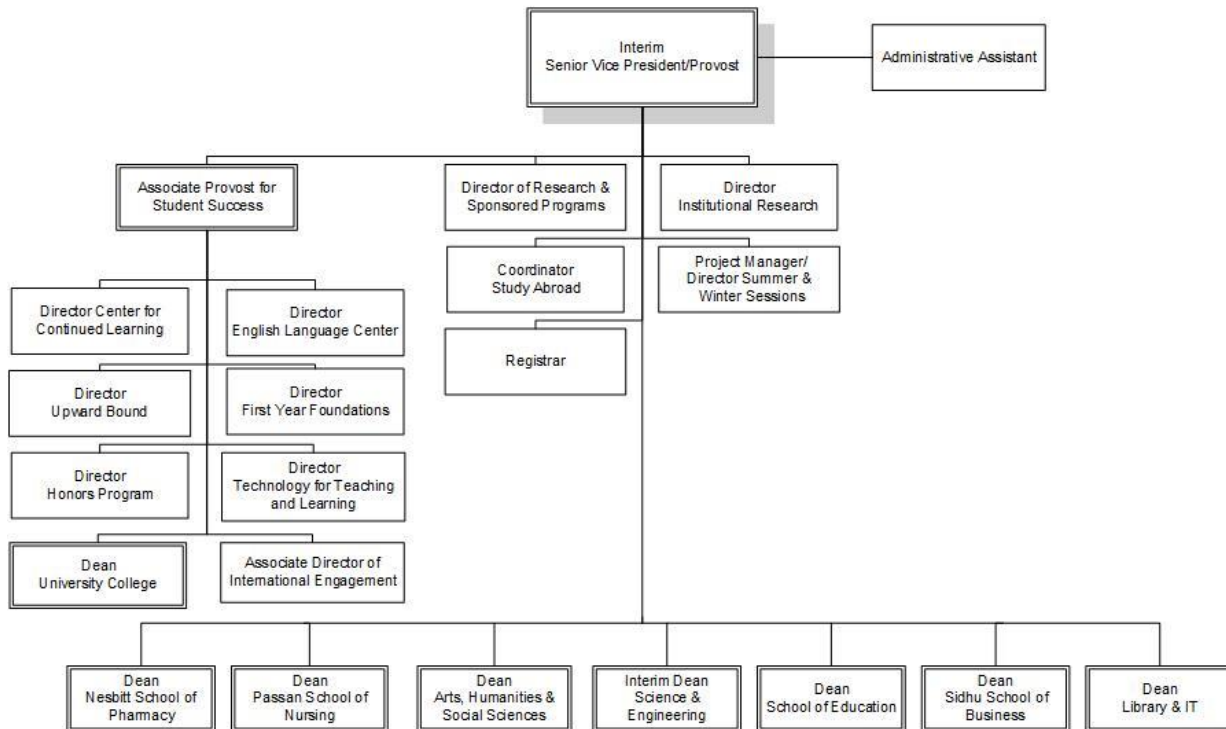 Interim
Senior Vice President/Provost
Administrative Assistant
Associate Provost for
Student Success
Director of Research &
Sponsored Programs
Director
Institutional Research
Coordinator
Study Abroad
Project Manager/
Director Summer &
Winter Sessions
Registrar
Director Center for
Continued Learning
Director
English Language Center
Director
Upward Bound
Director
First Year Foundations
Director
Honors Program
Director
Technology for Teaching
and Learning
Dean
University College
Associate Director of
International Engagement
Dean
Nesbitt School of
Pharmacy
Dean
Passan School of
Nursing
Dean
Arts, Humanities &
Social Sciences
Interim Dean
Science &
Engineering
Dean
School of Education
Dean
Sidhu School of
Business
Dean
Library & IT